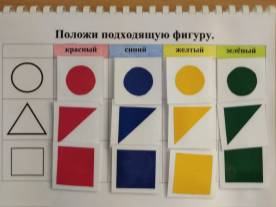 Положи подходящую фигуру.
красный синий желтый зелёный